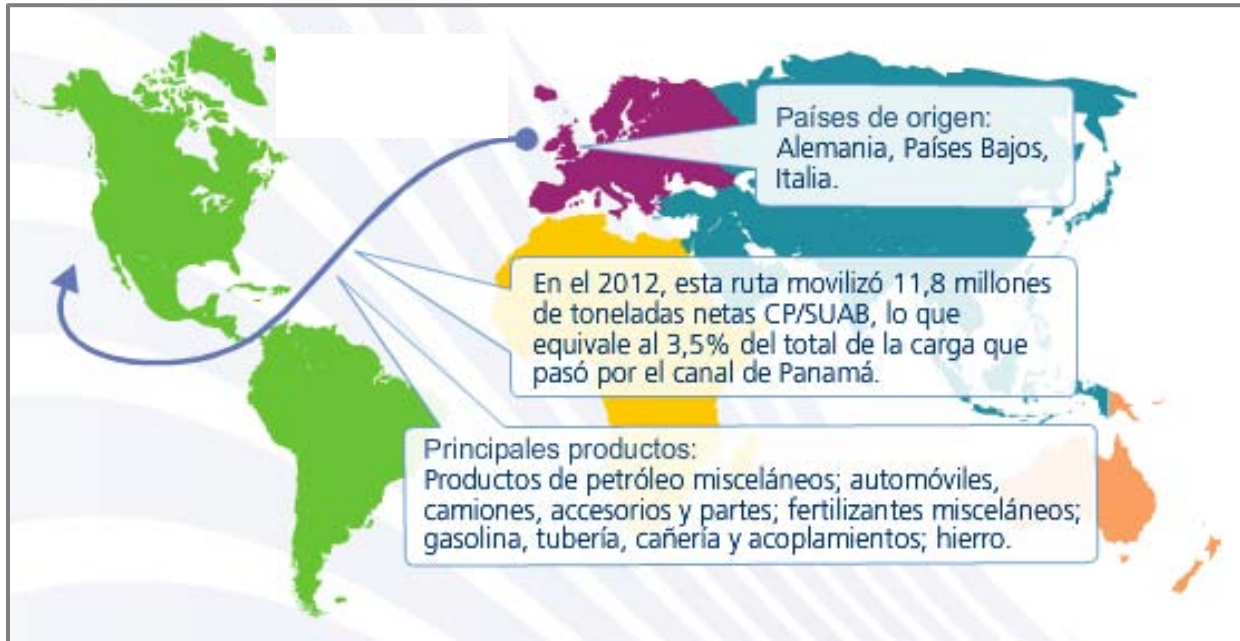 Países de origen:
Alemania, Países Bajos,
Italia.
En el 2012, esta ruta movilizó 11,8 millones
de toneladas netas CP/SUAB, lo que
equivale al 3,5% del total de la carga que
pasó por el canal de Panamá.
Principales productos:
Productos de petróleo misceláneos; automóviles,
camiones, accesorios y partes; fertilizantes misceláneos;
gasolina, tubería, cañería y acoplamientos; hierro.